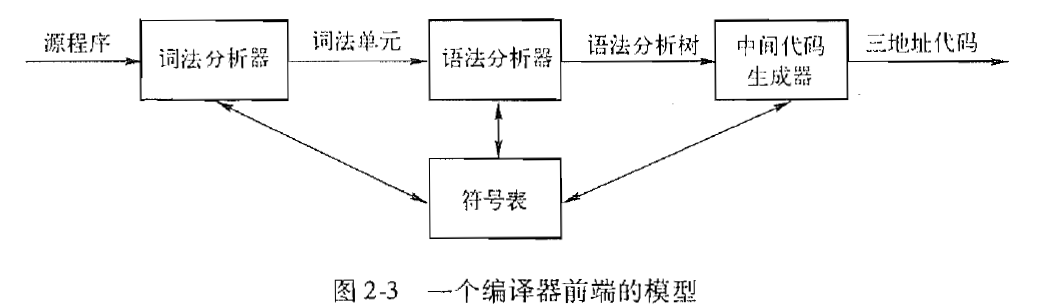 源程序
词法分析器
词法单元
语法分析器
语法分析树
中间代码
生成器
三地址代码
符号表
图 2-3 一个编译器前端的模型